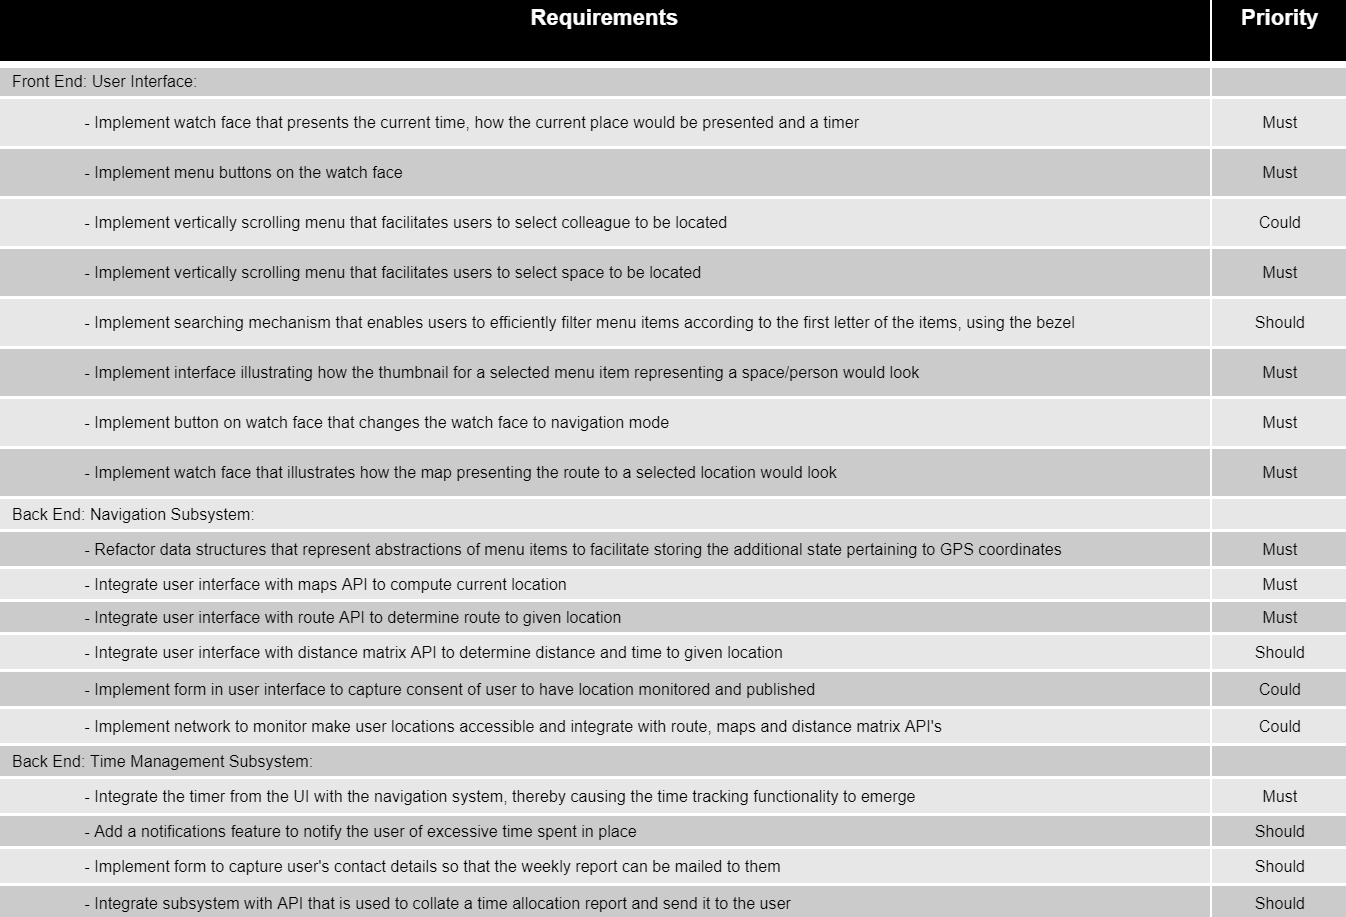 Requirements Priority
Front End: User Interface:
- Implement watch face that presents the current time, how the current place would be presented and a timer Must
- Implement menu buttons on the watch face Must
- Implement vertically scrolling menu that facilitates users to select colleague to be located Could
- Implement vertically scrolling menu that facilitates users to select space to be located Must
- Implement searching mechanism that enables users to efficiently filter menu items according to the first letter of the items, using the bezel Should
- Implement interface illustrating how the thumbnail for a selected menu item representing a space/person would look Must
- Implement button on watch face that changes the watch face to navigation mode Must
- Implement watch face that illustrates how the map presenting the route to a selected location would look Must
Back End: Navigation Subsystem:
- Refactor data structures that represent abstractions of menu items to facilitate storing the additional state pertaining to GPS coordinates Must
- Integrate user interface with maps API to compute current location Must
- Integrate user interface with route API to determine route to given location Must
- Integrate user interface with distance matrix API to determine distance and time to given location Should
- Implement form in user interface to capture consent of user to have location monitored and published Could
- Implement network to monitor make user locations accessible and integrate with route, maps and distance matrix API's Could
Back End: Time Management Subsystem:
- Integrate the timer from the UI with the navigation system, thereby causing the time tracking functionality to emerge Must
- Add a notifications feature to notify the user of excessive time spent in place Should
- Implement form to capture user's contact details so that the weekly report can be mailed to them Should
- Integrate subsystem with API that is used to collate a time allocation report and send it to the user Should